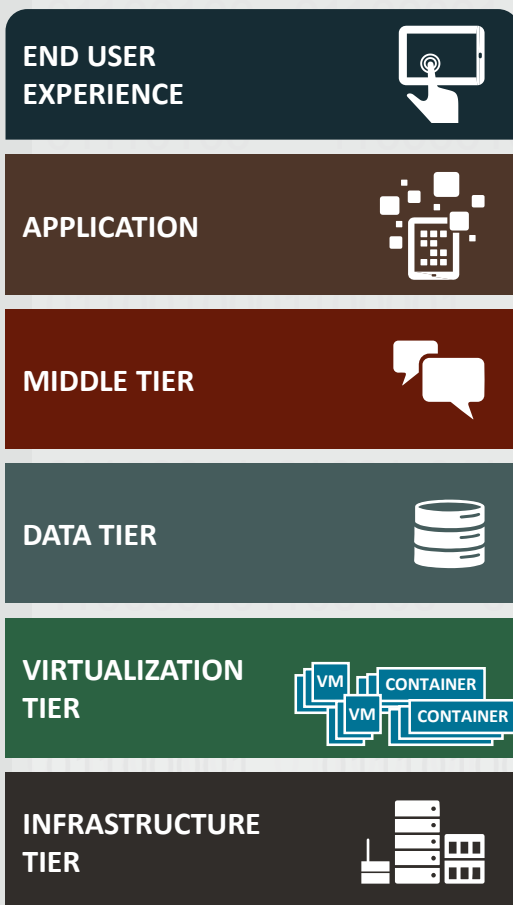 END USER
EXPERIENCE
APPLICATION
MIDDLE TIER
DATA TIER
VIRTUALIZATION
TIER
VM
CONTAINER
VM
CONTAINER
INFRASTRUCTURE
TIER